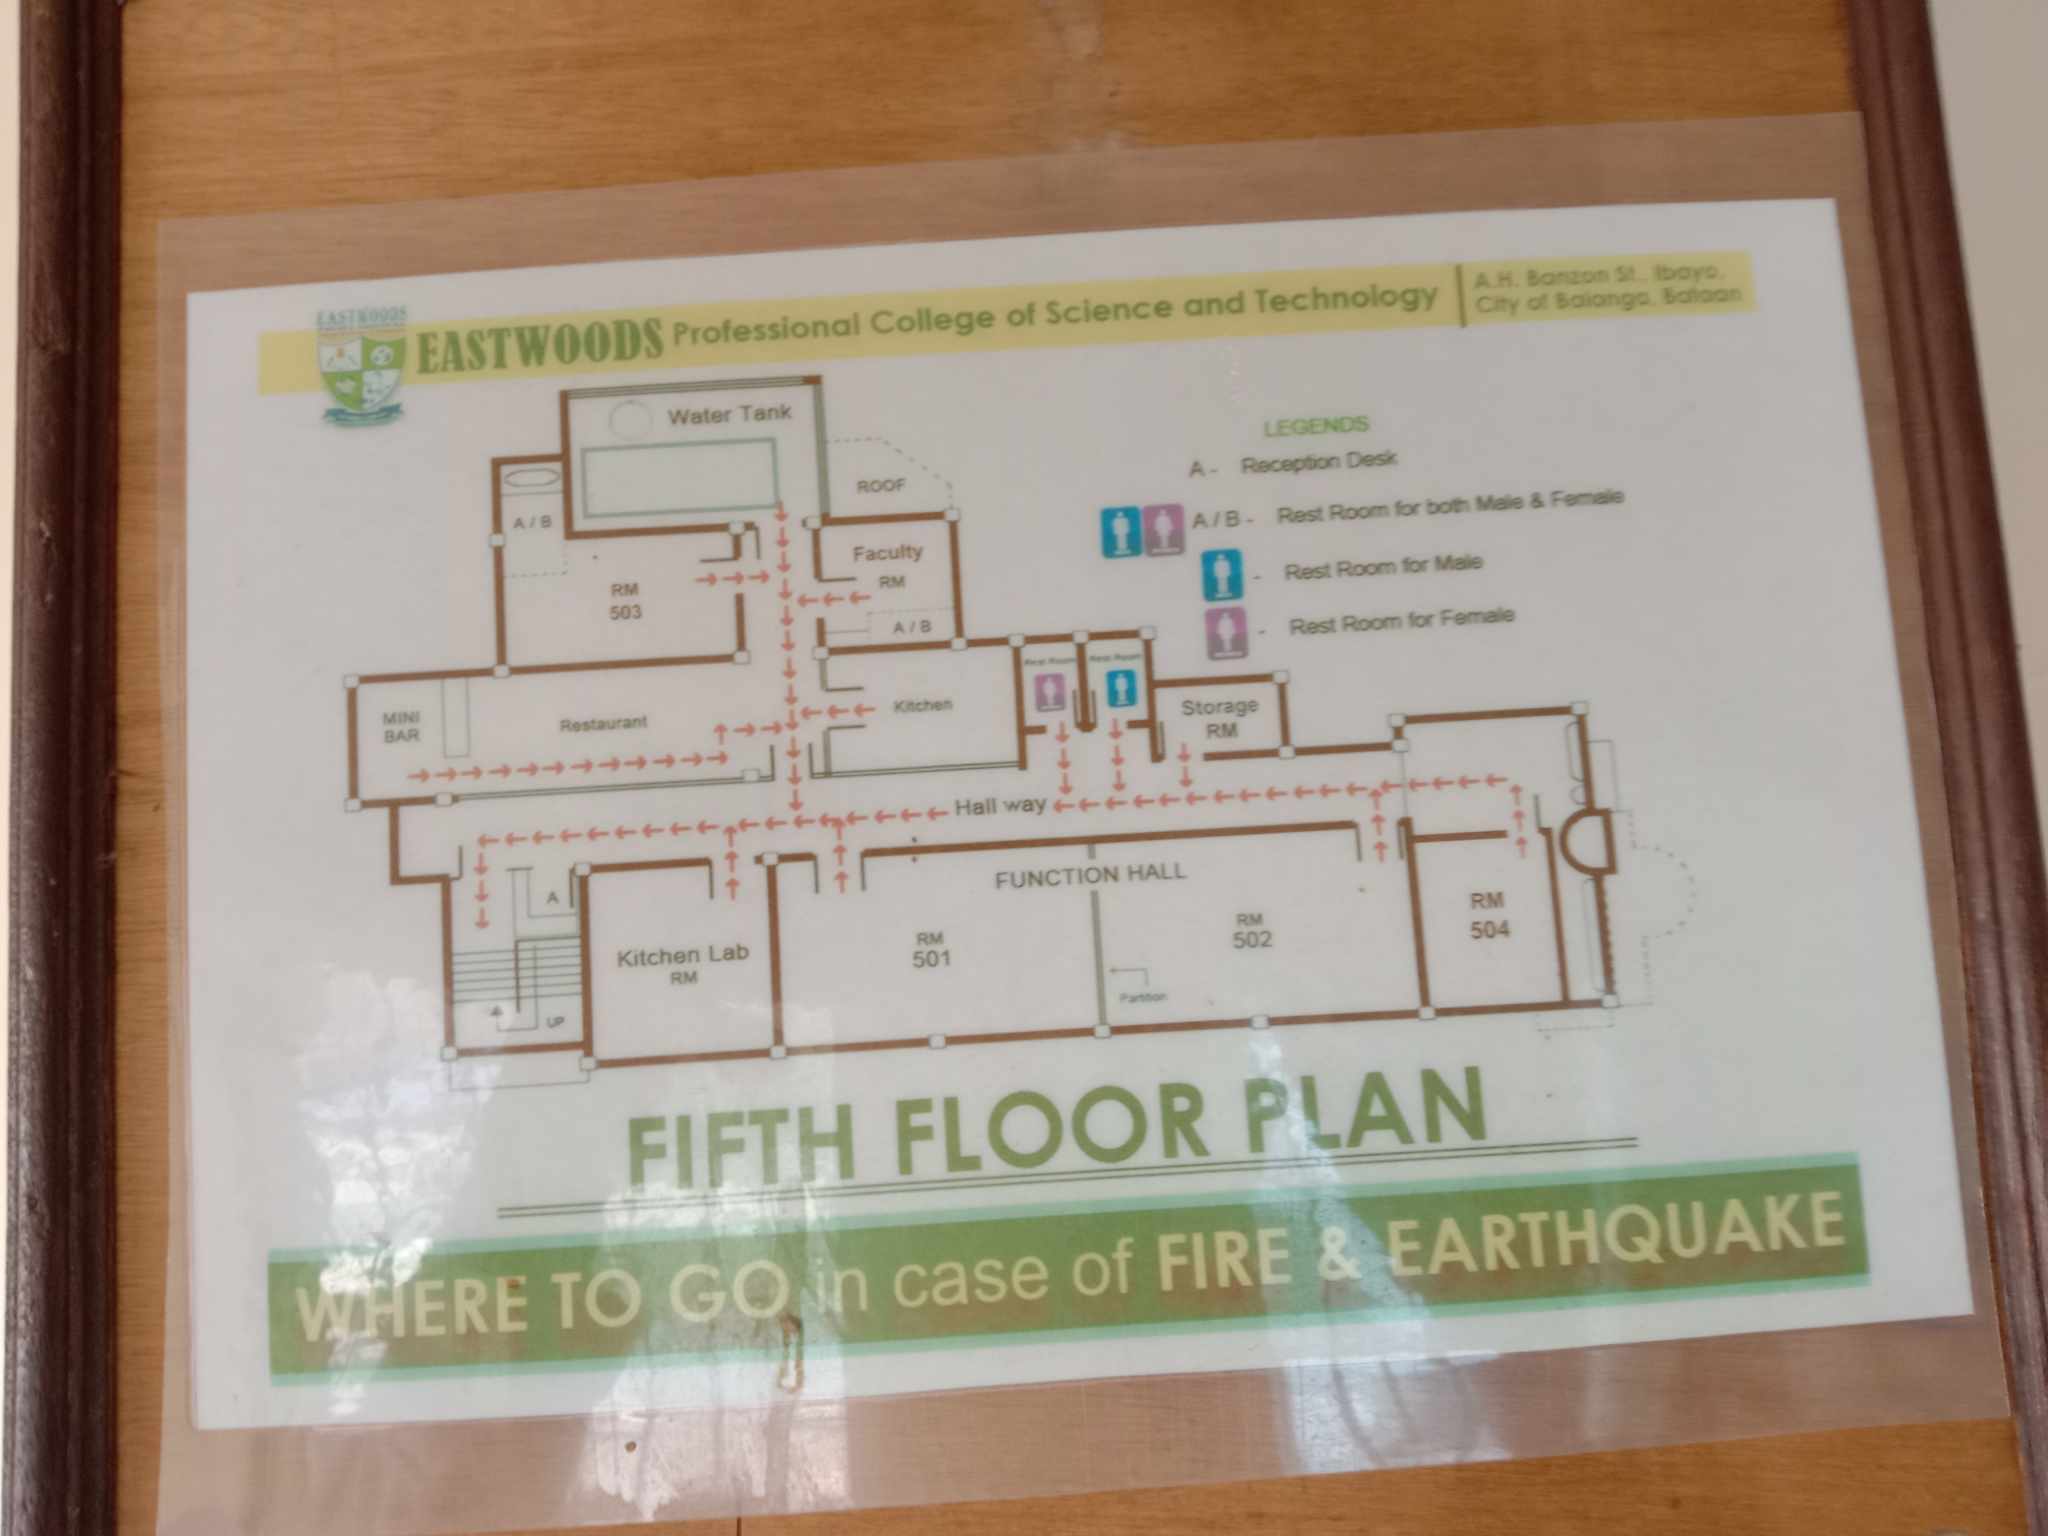 EASTWOODS
EASTWOODS Professional College of Science and Technology
A.H. Banzon St., Ibayo,
City of Balanga, Bataan
Water Tank
ROOF
LEGENDS
A - Reception Desk
A / B - Rest Room for both Male & Female
- Rest Room for Male
- Rest Room for Female
A / B
Faculty
RM
A / B
RM
503
Rest Room
Rest Room
MINI
BAR
Restaurant
Kitchen
Storage
RM
Hall way
FUNCTION HALL
A
Kitchen Lab
RM
RM
501
RM
502
RM
504
Partition
UP
FIFTH FLOOR PLAN
WHERE TO GO in case of FIRE & EARTHQUAKE